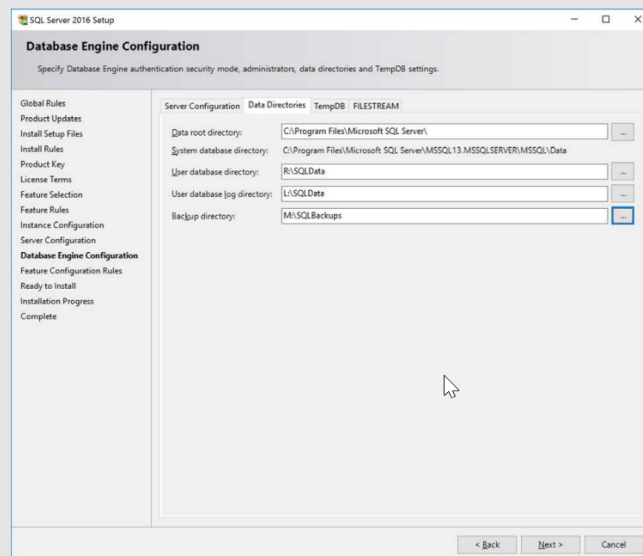 SQL Server 2016 Setup
Database Engine Configuration
Specify Database Engine authentication security mode, administrators, data directories and TempDB settings.
Global Rules
Product Updates
Install Setup Files
Install Rules
Product Key
License Terms
Feature Selection
Feature Rules
Instance Configuration
Server Configuration
Database Engine Configuration
Feature Configuration Rules
Ready to Install
Installation Progress
Complete
Server Configuration Data Directories TempDB FILESTREAM
Data root directory: C:\Program Files\Microsoft SQL Server\ ...
System database directory: C:\Program Files\Microsoft SQL Server\MSSQL13.MSSQLSERVER\MSSQL\Data
User database directory: R:\SQLData ...
User database log directory: L:\SQLData ...
Backup directory: M:\SQLBackups ...
< Back Next > Cancel